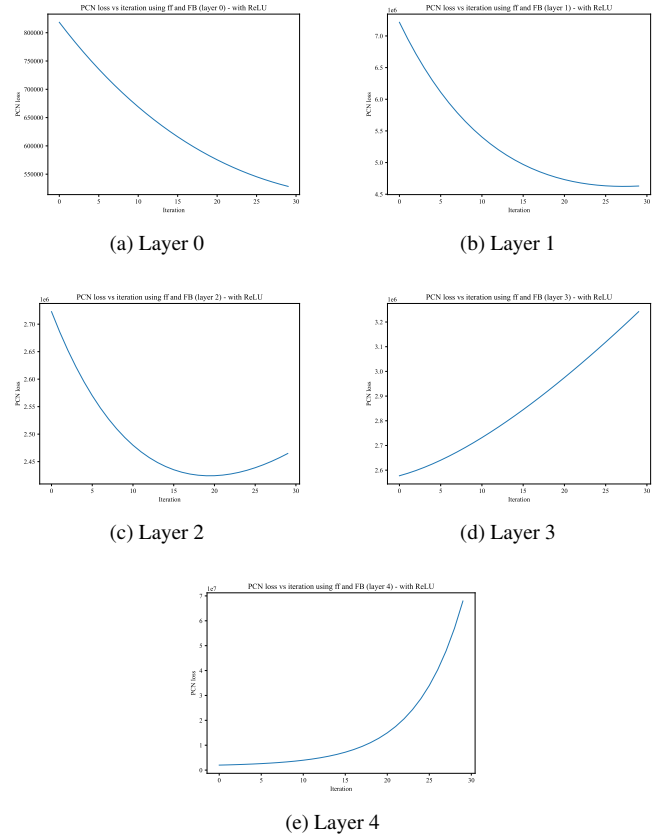 PCN loss vs iteration using ff and FB (layer 0) - with ReLU
800000
750000
700000
650000
600000
550000
PCN loss
0 5 10 15 20 25 30
Iteration
(a) Layer 0
PCN loss vs iteration using ff and FB (layer 1) - with ReLU
1e6
7.0
6.5
6.0
5.5
5.0
4.5
PCN loss
0 5 10 15 20 25 30
Iteration
(b) Layer 1
PCN loss vs iteration using ff and FB (layer 2) - with ReLU
1e6
2.70
2.65
2.60
2.55
2.50
2.45
PCN loss
0 5 10 15 20 25 30
Iteration
(c) Layer 2
PCN loss vs iteration using ff and FB (layer 3) - with ReLU
1e6
3.2
3.1
3.0
2.9
2.8
2.7
2.6
PCN loss
0 5 10 15 20 25 30
Iteration
(d) Layer 3
PCN loss vs iteration using ff and FB (layer 4) - with ReLU
1e7
7
6
5
4
3
2
1
0
PCN loss
0 5 10 15 20 25 30
Iteration
(e) Layer 4